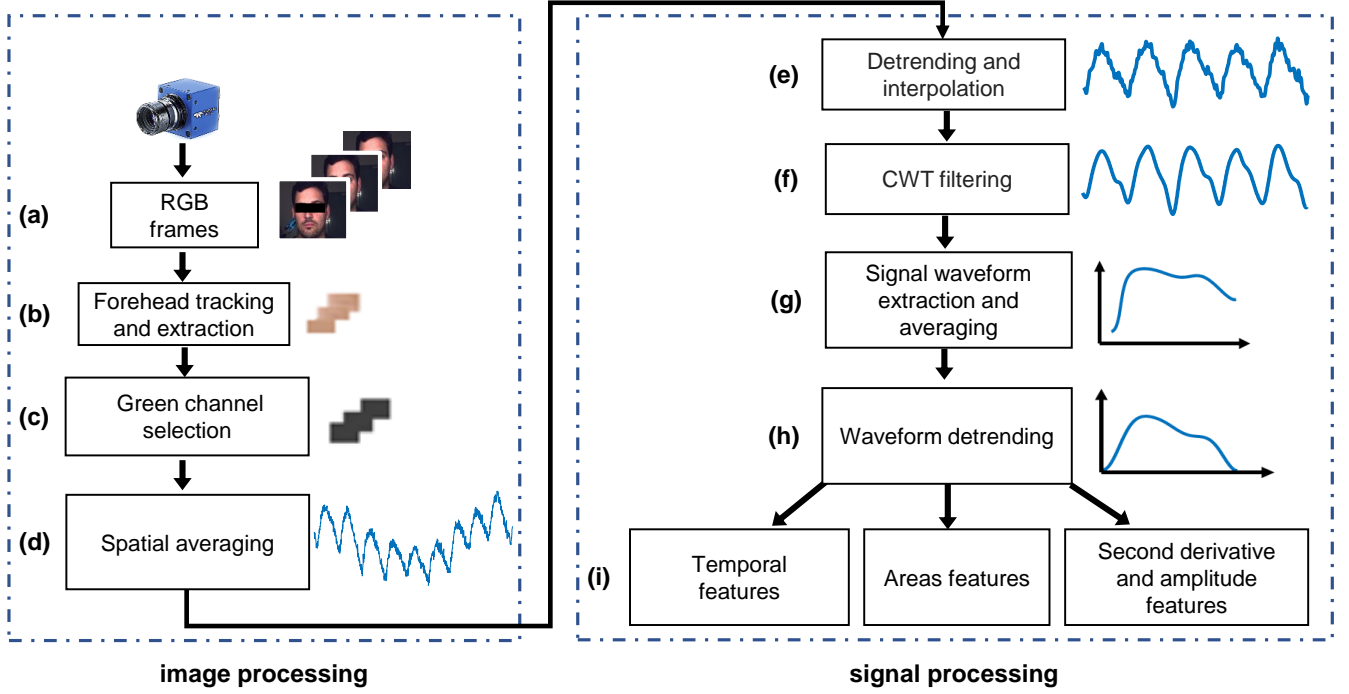 (a)
RGB
frames
(b)
Forehead tracking
and extraction
(c)
Green channel
selection
(d)
Spatial averaging
image processing
(e)
Detrending and
interpolation
(f)
CWT filtering
(g)
Signal waveform
extraction and
averaging
(h)
Waveform detrending
(i)
Temporal
features
Areas features
Second derivative
and amplitude
features
signal processing